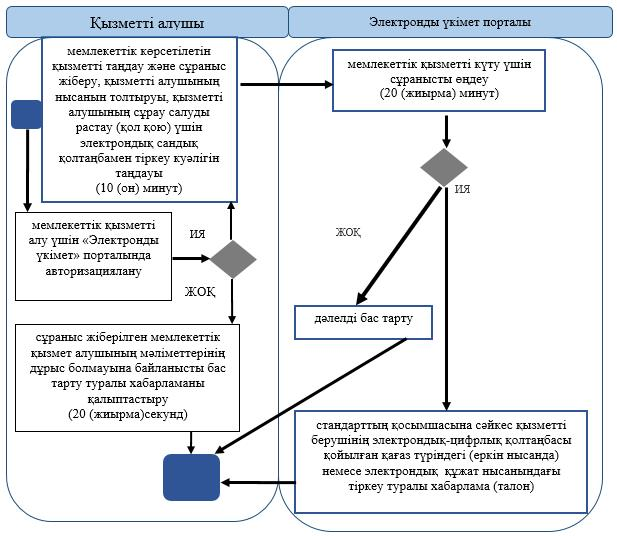 Қызметті алушы
Электронды үкімет порталы
мемлекеттік көрсетілетін
қызметті таңдау және сұраныс
жіберу, қызметті алушының
нысанын толтыруы, қызметті
алушының сұрау салуды
растау (қол қою) үшін
электрондық сандық
қолтаңбамен тіркеу куәлігін
таңдауы
(10 (он) минут)
мемлекеттік қызметті күту үшін
сұранысты өңдеу
(20 (жиырма) минут)
ИЯ
ЖОҚ
мемлекеттік қызметті
алу үшін «Электронды
үкімет» порталында
авторизациялану
ИЯ
ЖОҚ
дәлелді бас тарту
сұраныс жіберілген мемлекеттік
қызмет алушының мәліметтерінің
дұрыс болмауына байланысты бас
тарту туралы хабарламаны
қалыптастыру
(20 (жиырма)секунд)
стандарттың қосымшасына сәйкес қызметті
берушінің электрондық-цифрлық қолтаңбасы
қойылған қағаз түріндегі (еркін нысанда)
немесе электрондық құжат нысанындағы
тіркеу туралы хабарлама (талон)